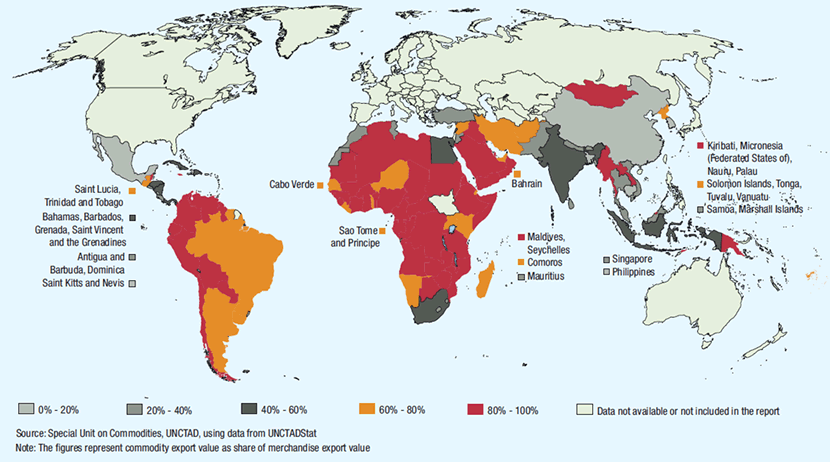 Saint Lucia,
Trinidad and Tobago
Bahamas, Barbados,
Grenada, Saint Vincent
and the Grenadines
Antigua and
Barbuda, Dominica
Saint Kitts and Nevis
Cabo Verde
Sao Tome
and Principe
Bahrain
Maldives,
Seychelles
Comoros
Mauritius
Kiribati, Micronesia
(Federated States of),
Nauru, Palau
Solomon Islands, Tonga,
Tuvalu, Vanuatu
Samoa, Marshall Islands
Singapore
Philippines
0% - 20%
20% - 40%
40% - 60%
60% - 80%
80% - 100%
Data not available or not included in the report
Source: Special Unit on Commodities, UNCTAD, using data from UNCTADStat
Note: The figures represent commodity export value as share of merchandise export value